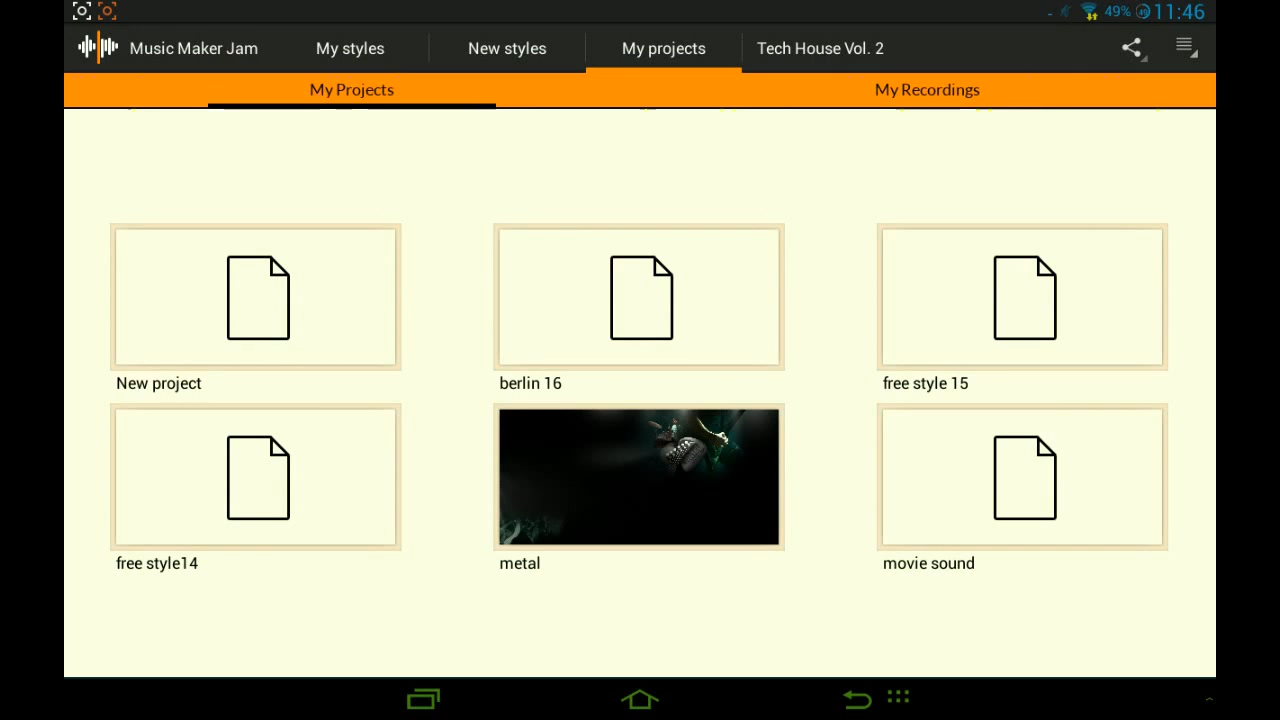 49% 49 11:46
Music Maker Jam My styles New styles My projects Tech House Vol. 2
My Projects My Recordings
New project berlin 16 free style 15
free style14 metal movie sound